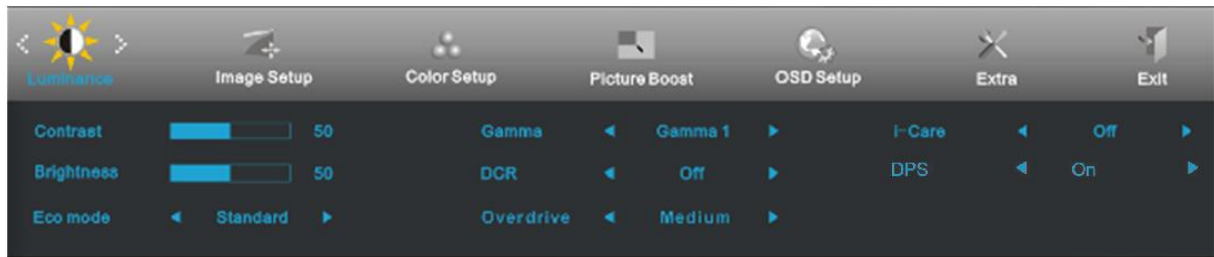 Luminance Image Setup Color Setup Picture Boost OSD Setup Extra Exit
Contrast 50 Gamma Gamma 1 i-Care Off
Brightness 50 DCR Off DPS On
Eco mode Standard Overdrive Medium